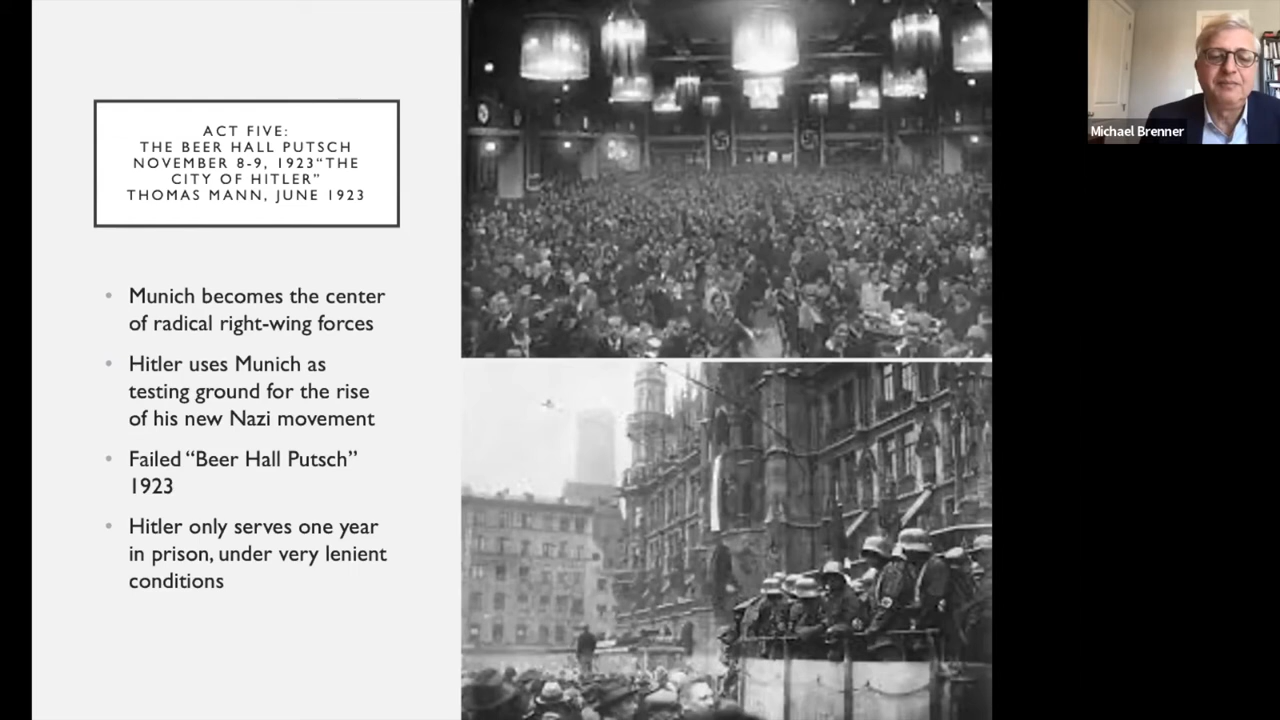 ACT FIVE:
THE BEER HALL PUTSCH
NOVEMBER 8-9, 1923“THE
CITY OF HITLER”
THOMAS MANN, JUNE 1923
• Munich becomes the center
of radical right-wing forces
• Hitler uses Munich as
testing ground for the rise
of his new Nazi movement
• Failed “Beer Hall Putsch”
1923
• Hitler only serves one year
in prison, under very lenient
conditions
Michael Brenner